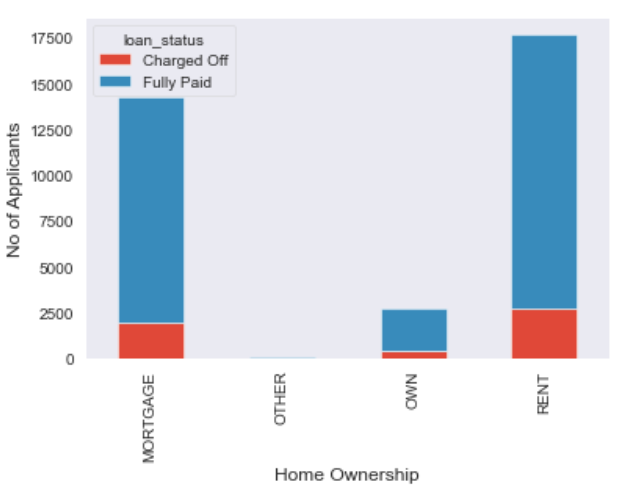 loan_status
Charged Off
Fully Paid
No of Applicants
17500
15000
12500
10000
7500
5000
2500
0
MORTGAGE
OTHER
OWN
RENT
Home Ownership